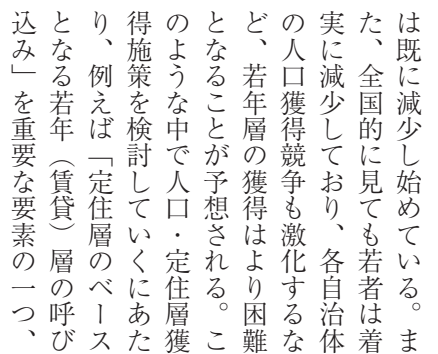 は既に減少し始めている。ま
た、全国的に見ても若者は着
実に減少しており、各自治体
の人口獲得競争も激化するな
ど、若年層の獲得はより困難
となることが予想される。こ
のような中で人口・定住層獲
得施策を検討していくにあた
り、例えば「定住層のベース
となる若年（賃貸）層の呼び
込み」を重要な要素の一つ、